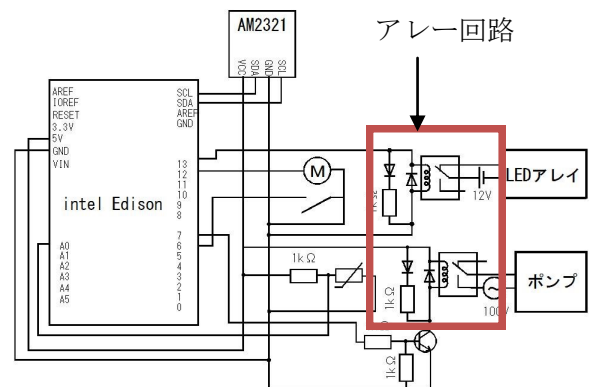 アレー回路
AM2321
VCC
SDA
GND
SCL
AREF
IOREF
RESET
3.3V
5V
GND
VIN
SCL
SDA
AREF
GND
13
12
11
10
9
8
intel Edison
7
6
5
4
3
2
1
0
A0
A1
A2
A3
A4
A5
M
12V
LEDアレイ
1kΩ
1kΩ
100V
ポンプ
1kΩ